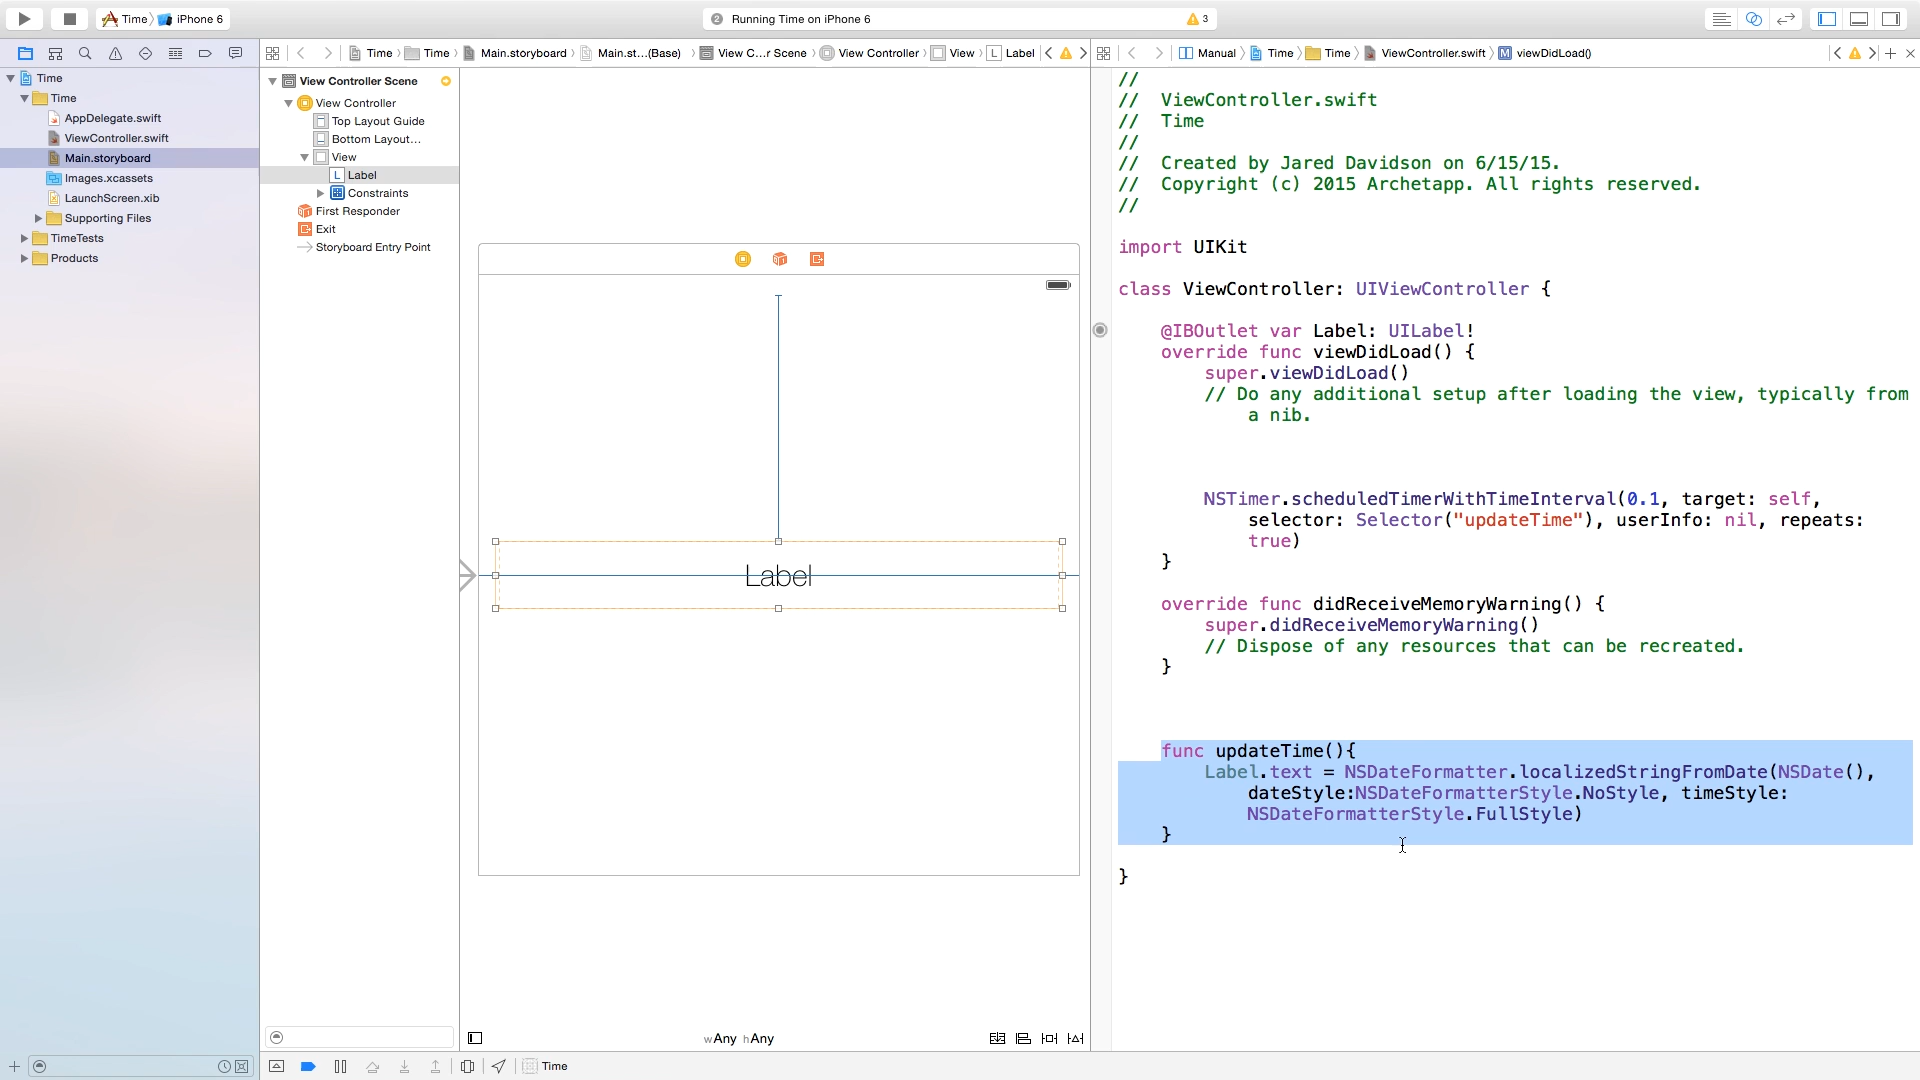 Time iPhone 6
2 Running Time on iPhone 6
3
Time Time Main.storyboard Main.st...(Base) View C...r Scene View Controller View L Label
Manual Time Time ViewController.swift M viewDidLoad()
Time
Time
AppDelegate.swift
ViewController.swift
Main.storyboard
Images.xcassets
LaunchScreen.xib
Supporting Files
TimeTests
Products
View Controller Scene
View Controller
Top Layout Guide
Bottom Layout...
View
L Label
Constraints
First Responder
Exit
Storyboard Entry Point
Label
wAny hAny
Time
//
// ViewController.swift
// Time
//
// Created by Jared Davidson on 6/15/15.
// Copyright (c) 2015 Archetapp. All rights reserved.
//
import UIKit
class ViewController: UIViewController {
@IBOutlet var Label: UILabel!
override func viewDidLoad() {
super.viewDidLoad()
// Do any additional setup after loading the view, typically from
a nib.
NSTimer.scheduledTimerWithTimeInterval(0.1, target: self,
selector: Selector("updateTime"), userInfo: nil, repeats:
true)
}
override func didReceiveMemoryWarning() {
super.didReceiveMemoryWarning()
// Dispose of any resources that can be recreated.
}
func updateTime(){
Label.text = NSDateFormatter.localizedStringFromDate(NSDate(),
dateStyle:NSDateFormatterStyle.NoStyle, timeStyle:
NSDateFormatterStyle.FullStyle)
}
}